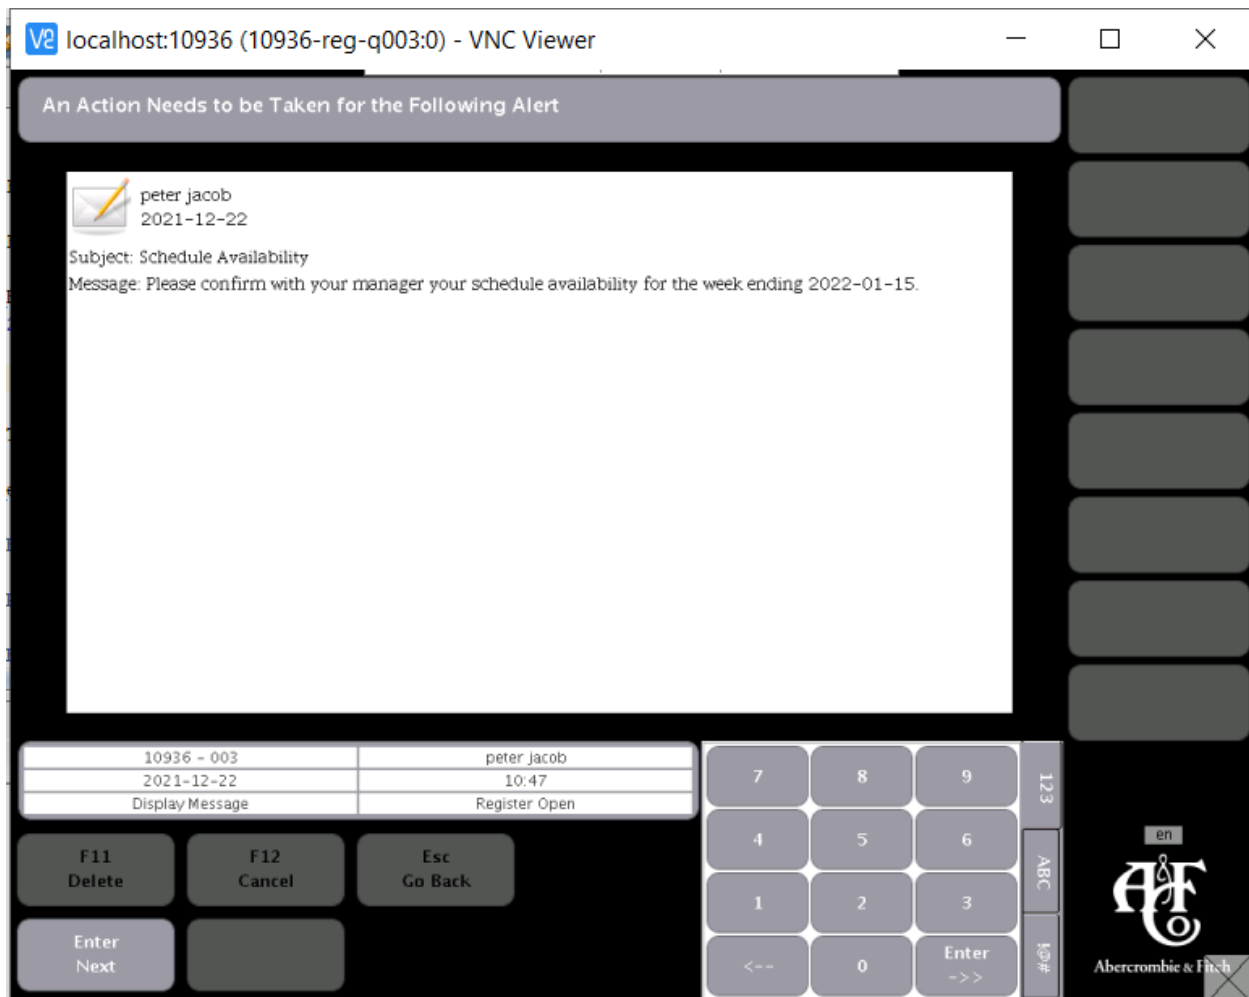 V2 localhost:10936 (10936-reg-q003:0) - VNC Viewer
An Action Needs to be Taken for the Following Alert
peter jacob
2021-12-22
Subject: Schedule Availability
Message: Please confirm with your manager your schedule availability for the week ending 2022-01-15.
10936 - 003 peter jacob
2021-12-22 10:47
Display Message Register Open
F11
Delete
F12
Cancel
Esc
Go Back
Enter
Next
7 8 9
4 5 6
1 2 3
<-- 0 Enter
->>
123
ABC
!@#
en
A&F
Co
Abercrombie & Fitch